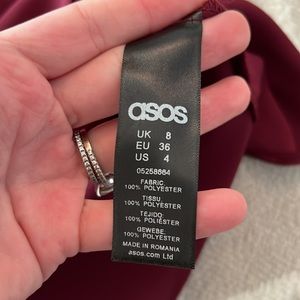 asos
UK 8
EU 36
US 4
05258664
FABRIC:
100% POLYESTER
TISSU:
100% POLYESTER
TEJIDO:
100% POLIÉSTER
GEWEBE:
100% POLYESTER
MADE IN ROMANIA
asos.com Ltd